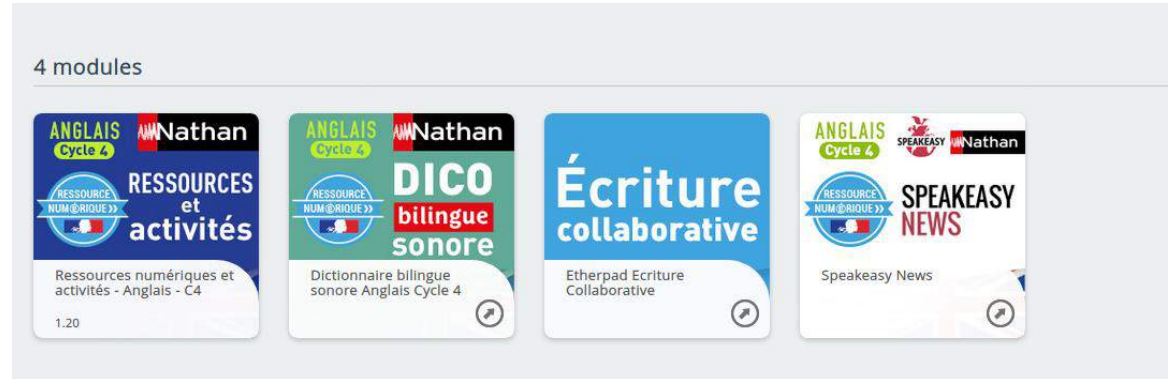 4 modules
ANGLAIS
Cycle 4
Nathan
RESSOURCE
NUMÉRIQUE
RESSOURCES
et
activités
Ressources numériques et
activités - Anglais - C4
1.20
ANGLAIS
Cycle 4
Nathan
RESSOURCE
NUMÉRIQUE
DICO
bilingue
sonore
Dictionnaire bilingue
sonore Anglais Cycle 4
Écriture
collaborative
Etherpad Ecriture
Collaborative
ANGLAIS
Cycle 4
SPEAKEASY
Nathan
RESSOURCE
NUMÉRIQUE
SPEAKEASY
NEWS
Speakeasy News